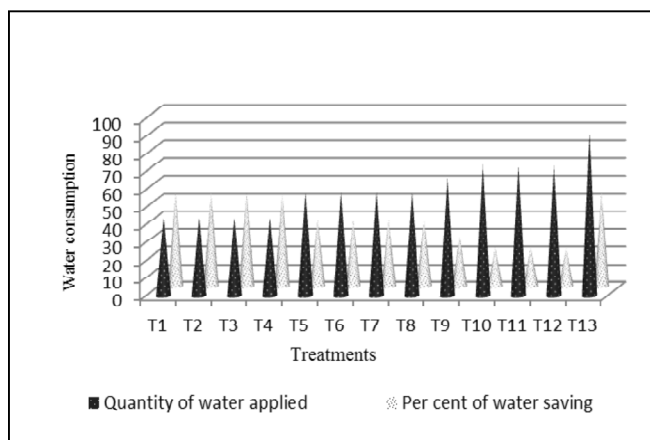 Water consumption
100
90
80
70
60
50
40
30
20
10
0
T1 T2 T3 T4 T5 T6 T7 T8 T9 T10 T11 T12 T13
Treatments
Quantity of water applied Per cent of water saving